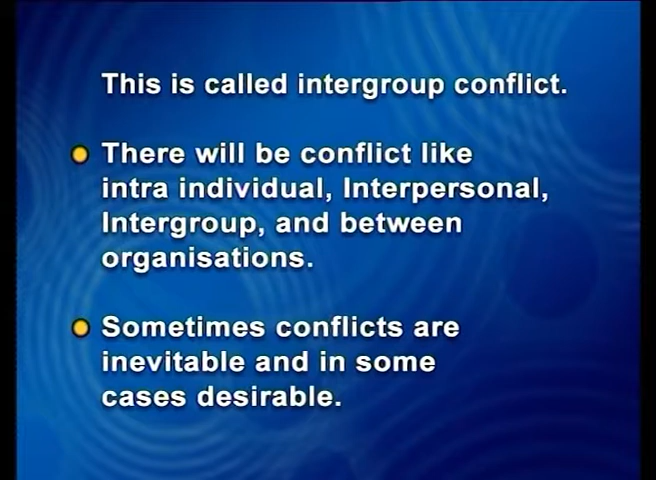 This is called intergroup conflict.
There will be conflict like
intra individual, Interpersonal,
Intergroup, and between
organisations.
Sometimes conflicts are
inevitable and in some
cases desirable.